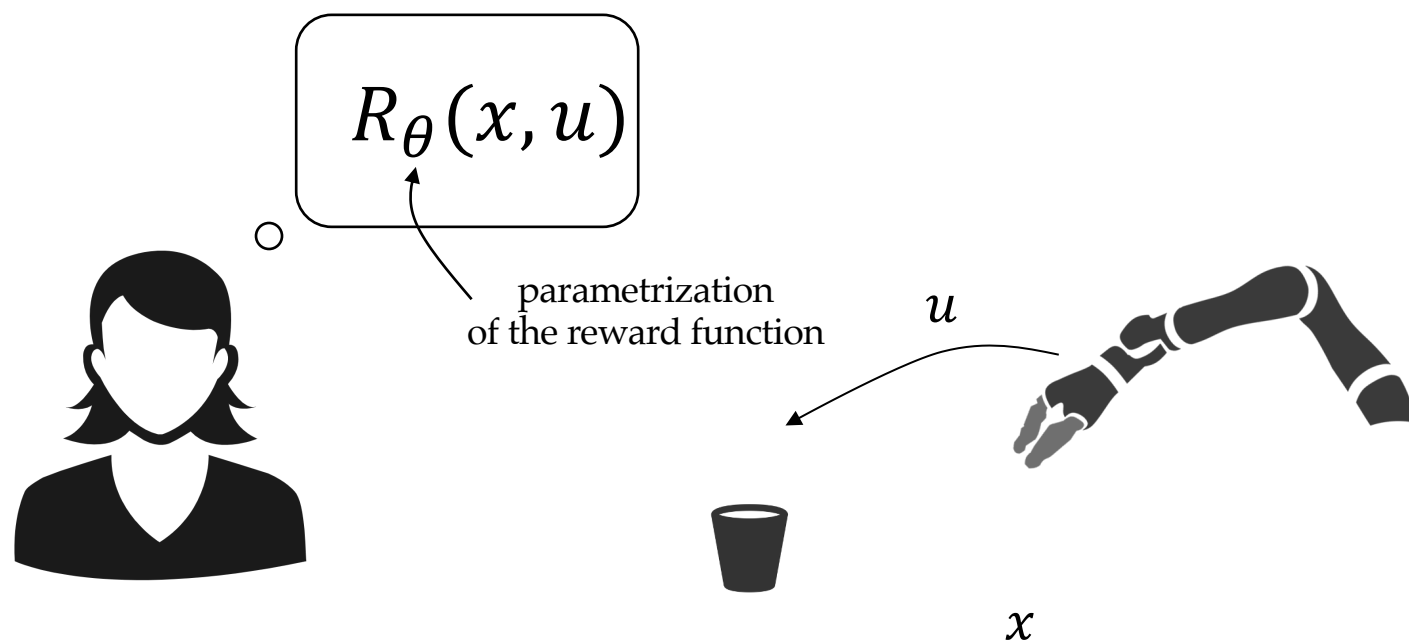 R_θ(x, u)
parametrization
of the reward function
u
x